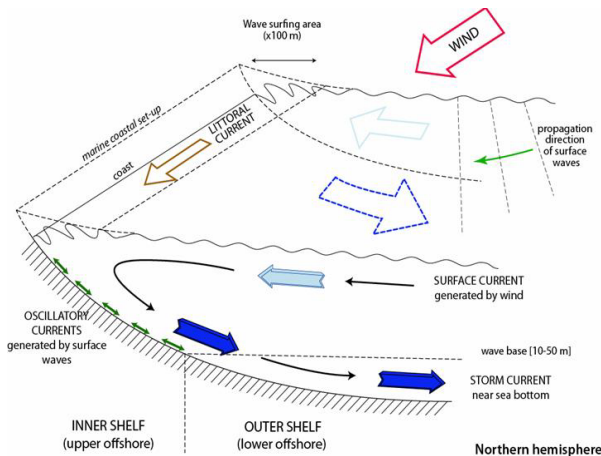 Wave surfing area
(x100 m)
WIND
marine coastal set-up
coast
LITTORAL
CURRENT
propagation
direction
of surface
waves
SURFACE CURRENT
generated by wind
OSCILLATORY
CURRENTS
generated by surface
waves
wave base [10-50 m]
STORM CURRENT
near sea bottom
INNER SHELF
(upper offshore)
OUTER SHELF
(lower offshore)
Northern hemisphere